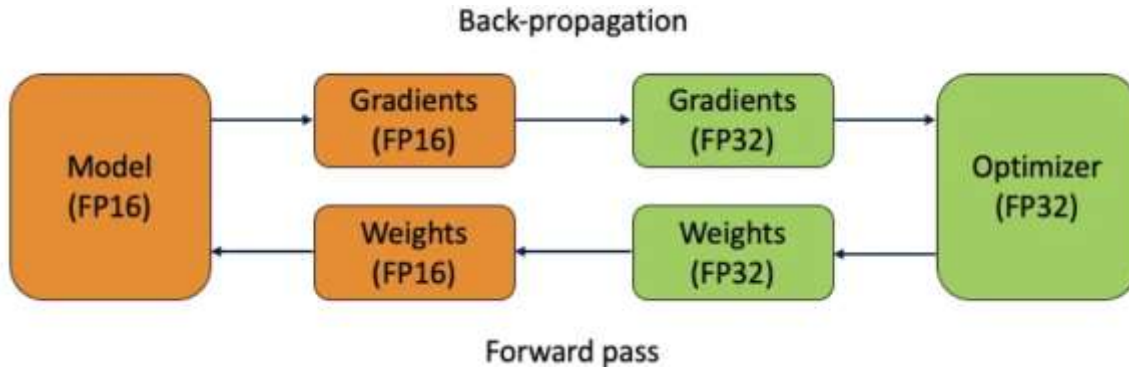 Back-propagation
Model
(FP16)
Gradients
(FP16)
Gradients
(FP32)
Optimizer
(FP32)
Weights
(FP16)
Weights
(FP32)
Forward pass